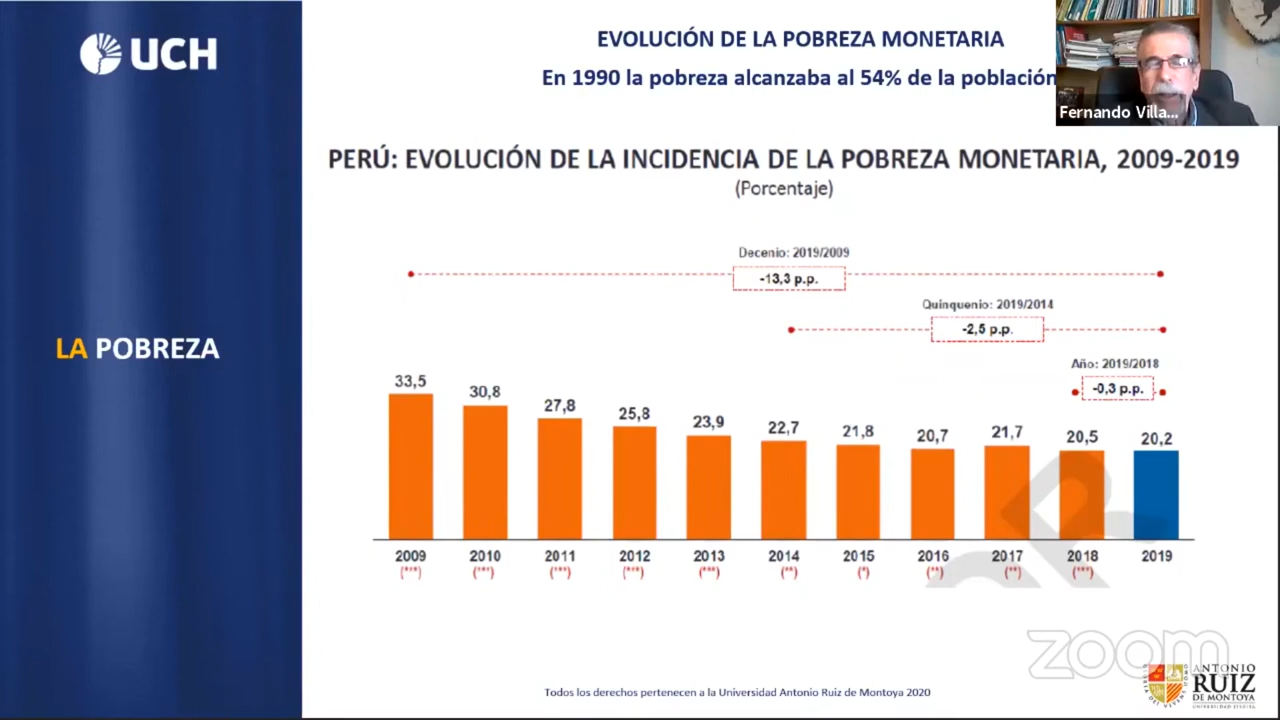 UCH
EVOLUCIÓN DE LA POBREZA MONETARIA
En 1990 la pobreza alcanzaba al 54% de la población
Fernando Villa...
PERÚ: EVOLUCIÓN DE LA INCIDENCIA DE LA POBREZA MONETARIA, 2009-2019
(Porcentaje)
Decenio: 2019/2009
-13,3 p.p.
Quinquenio: 2019/2014
-2,5 p.p.
Año: 2019/2018
-0,3 p.p.
LA POBREZA
33,5 30,8 27,8 25,8 23,9 22,7 21,8 20,7 21,7 20,5 20,2
2009 2010 2011 2012 2013 2014 2015 2016 2017 2018 2019
(***) (***) (***) (***) (***) (**) (*) (**) (**) (***)
zoom
ANTONIO
RUIZ
DE MONTOYA
UNIVERSIDAD JESUITA
Todos los derechos pertenecen a la Universidad Antonio Ruiz de Montoya 2020